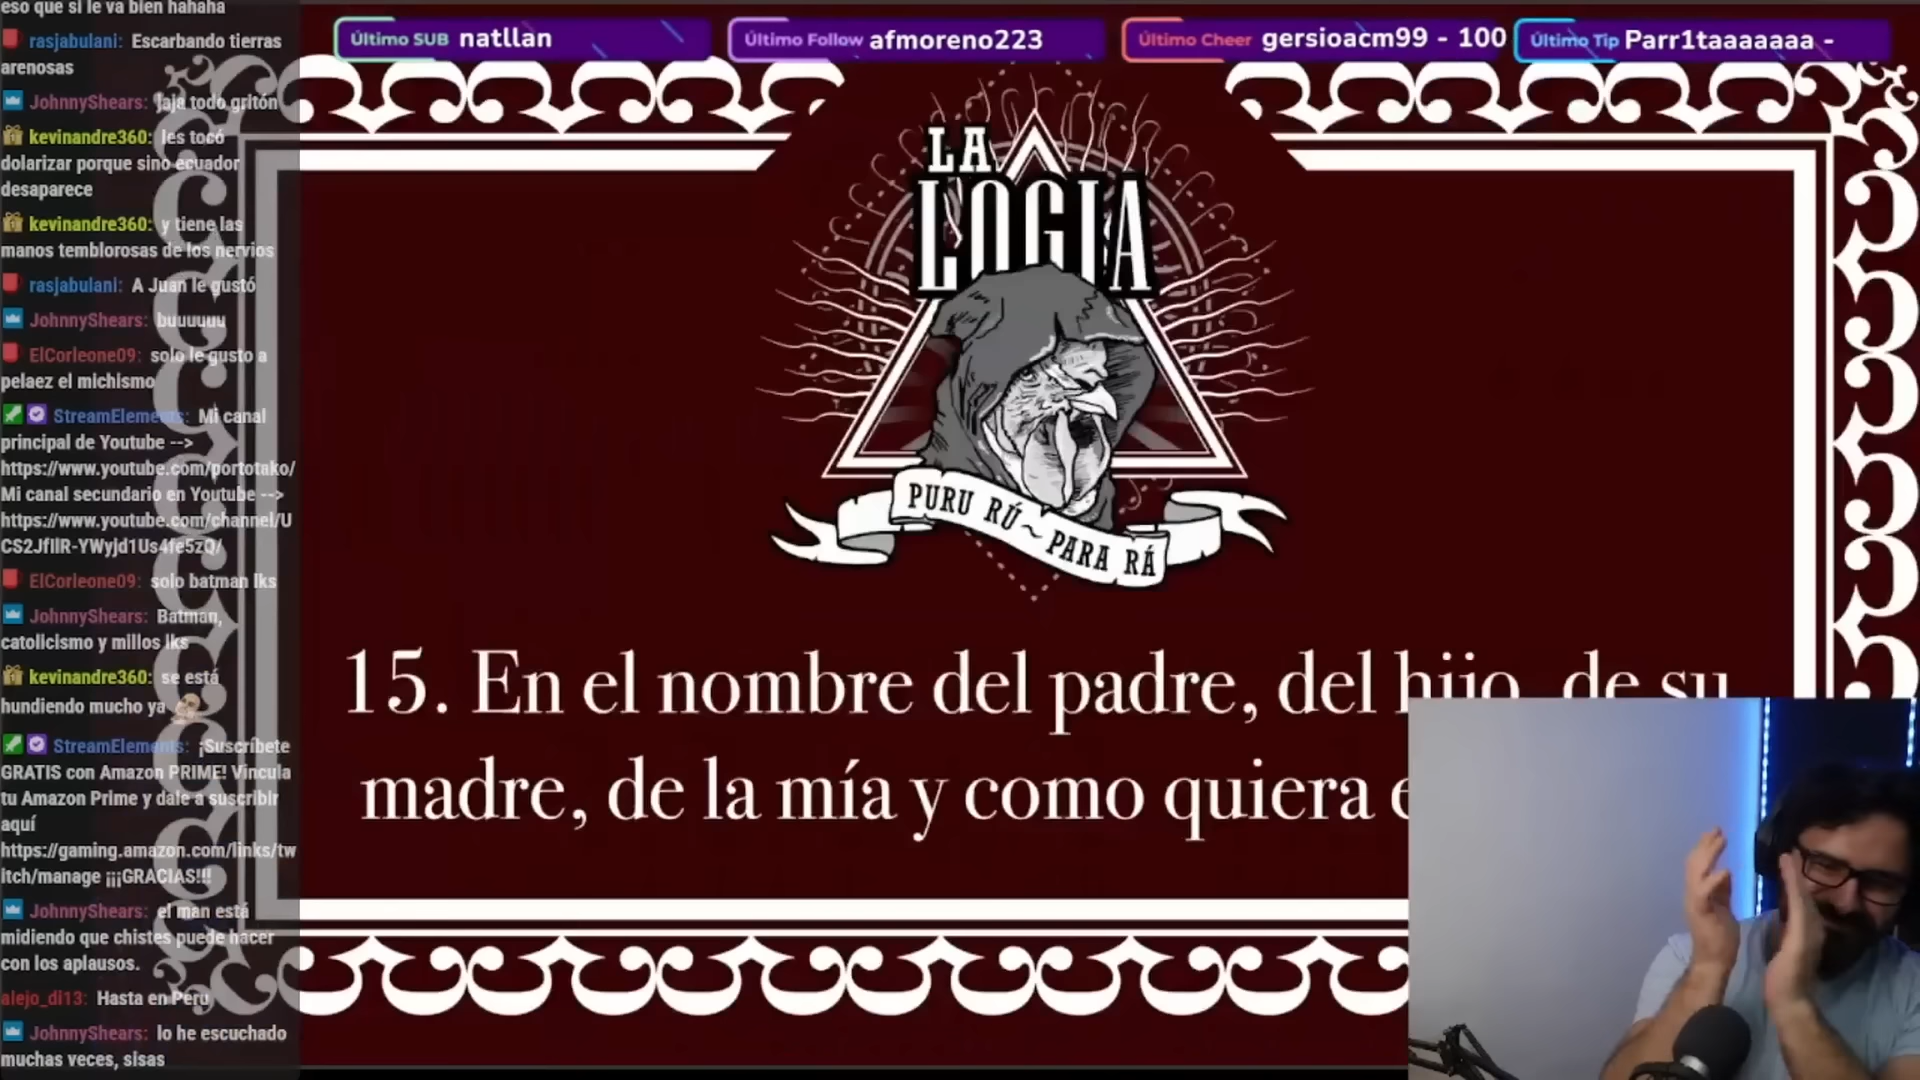 eso que si le va bien hahaha
rasjabulani: Escarbando tierras
arenosas
JohnnyShears: jaja todo gritón
kevinandre360: les tocó
dolarizar porque sino ecuador
desaparece
kevinandre360: y tiene las
manos temblorosas de los nervios
rasjabulani: A Juan le gustó
JohnnyShears: buuuuuu
ElCorleone09: solo le gusto a
pelaez el michismo
StreamElements: Mi canal
principal de Youtube -->
https://www.youtube.com/portotako/
Mi canal secundario en Youtube -->
https://www.youtube.com/channel/U
CS2JfIlR-YWyjd1Us4fe5zQ/
ElCorleone09: solo batman lks
JohnnyShears: Batman,
catolicismo y millos lks
kevinandre360: se está
hundiendo mucho ya
StreamElements: ¡Suscríbete
GRATIS con Amazon PRIME! Vincula
tu Amazon Prime y dale a suscribir
aquí
https://gaming.amazon.com/links/tw
itch/manage ¡¡¡GRACIAS!!!
JohnnyShears: el man está
midiendo que chistes puede hacer
con los aplausos.
alejo_di13: Hasta en Perú
JohnnyShears: lo he escuchado
muchas veces, sisas
Último SUB natllan
Último Follow afmoreno223
Último Cheer gersioacm99 - 100
Último Tip Parr1taaaaaaa -
LA
LOGIA
PURU RÚ~PARA RÁ
15. En el nombre del padre, del hijo, de su
madre, de la mía y como quiera